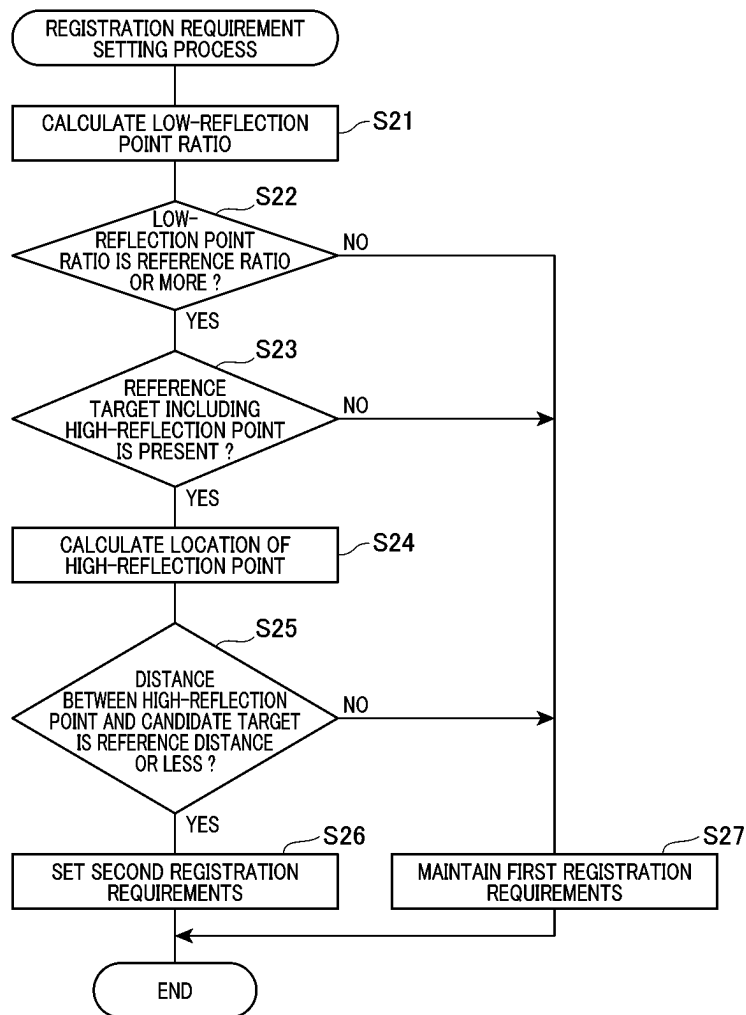 REGISTRATION REQUIREMENT
SETTING PROCESS
CALCULATE LOW-REFLECTION
POINT RATIO
S21
S22
LOW-
REFLECTION POINT
RATIO IS REFERENCE RATIO
OR MORE ?
NO
YES
S23
REFERENCE
TARGET INCLUDING
HIGH-REFLECTION POINT
IS PRESENT ?
NO
YES
CALCULATE LOCATION OF
HIGH-REFLECTION POINT
S24
S25
DISTANCE
BETWEEN HIGH-REFLECTION
POINT AND CANDIDATE TARGET
IS REFERENCE DISTANCE
OR LESS ?
NO
YES
S26
SET SECOND REGISTRATION
REQUIREMENTS
S27
MAINTAIN FIRST REGISTRATION
REQUIREMENTS
END